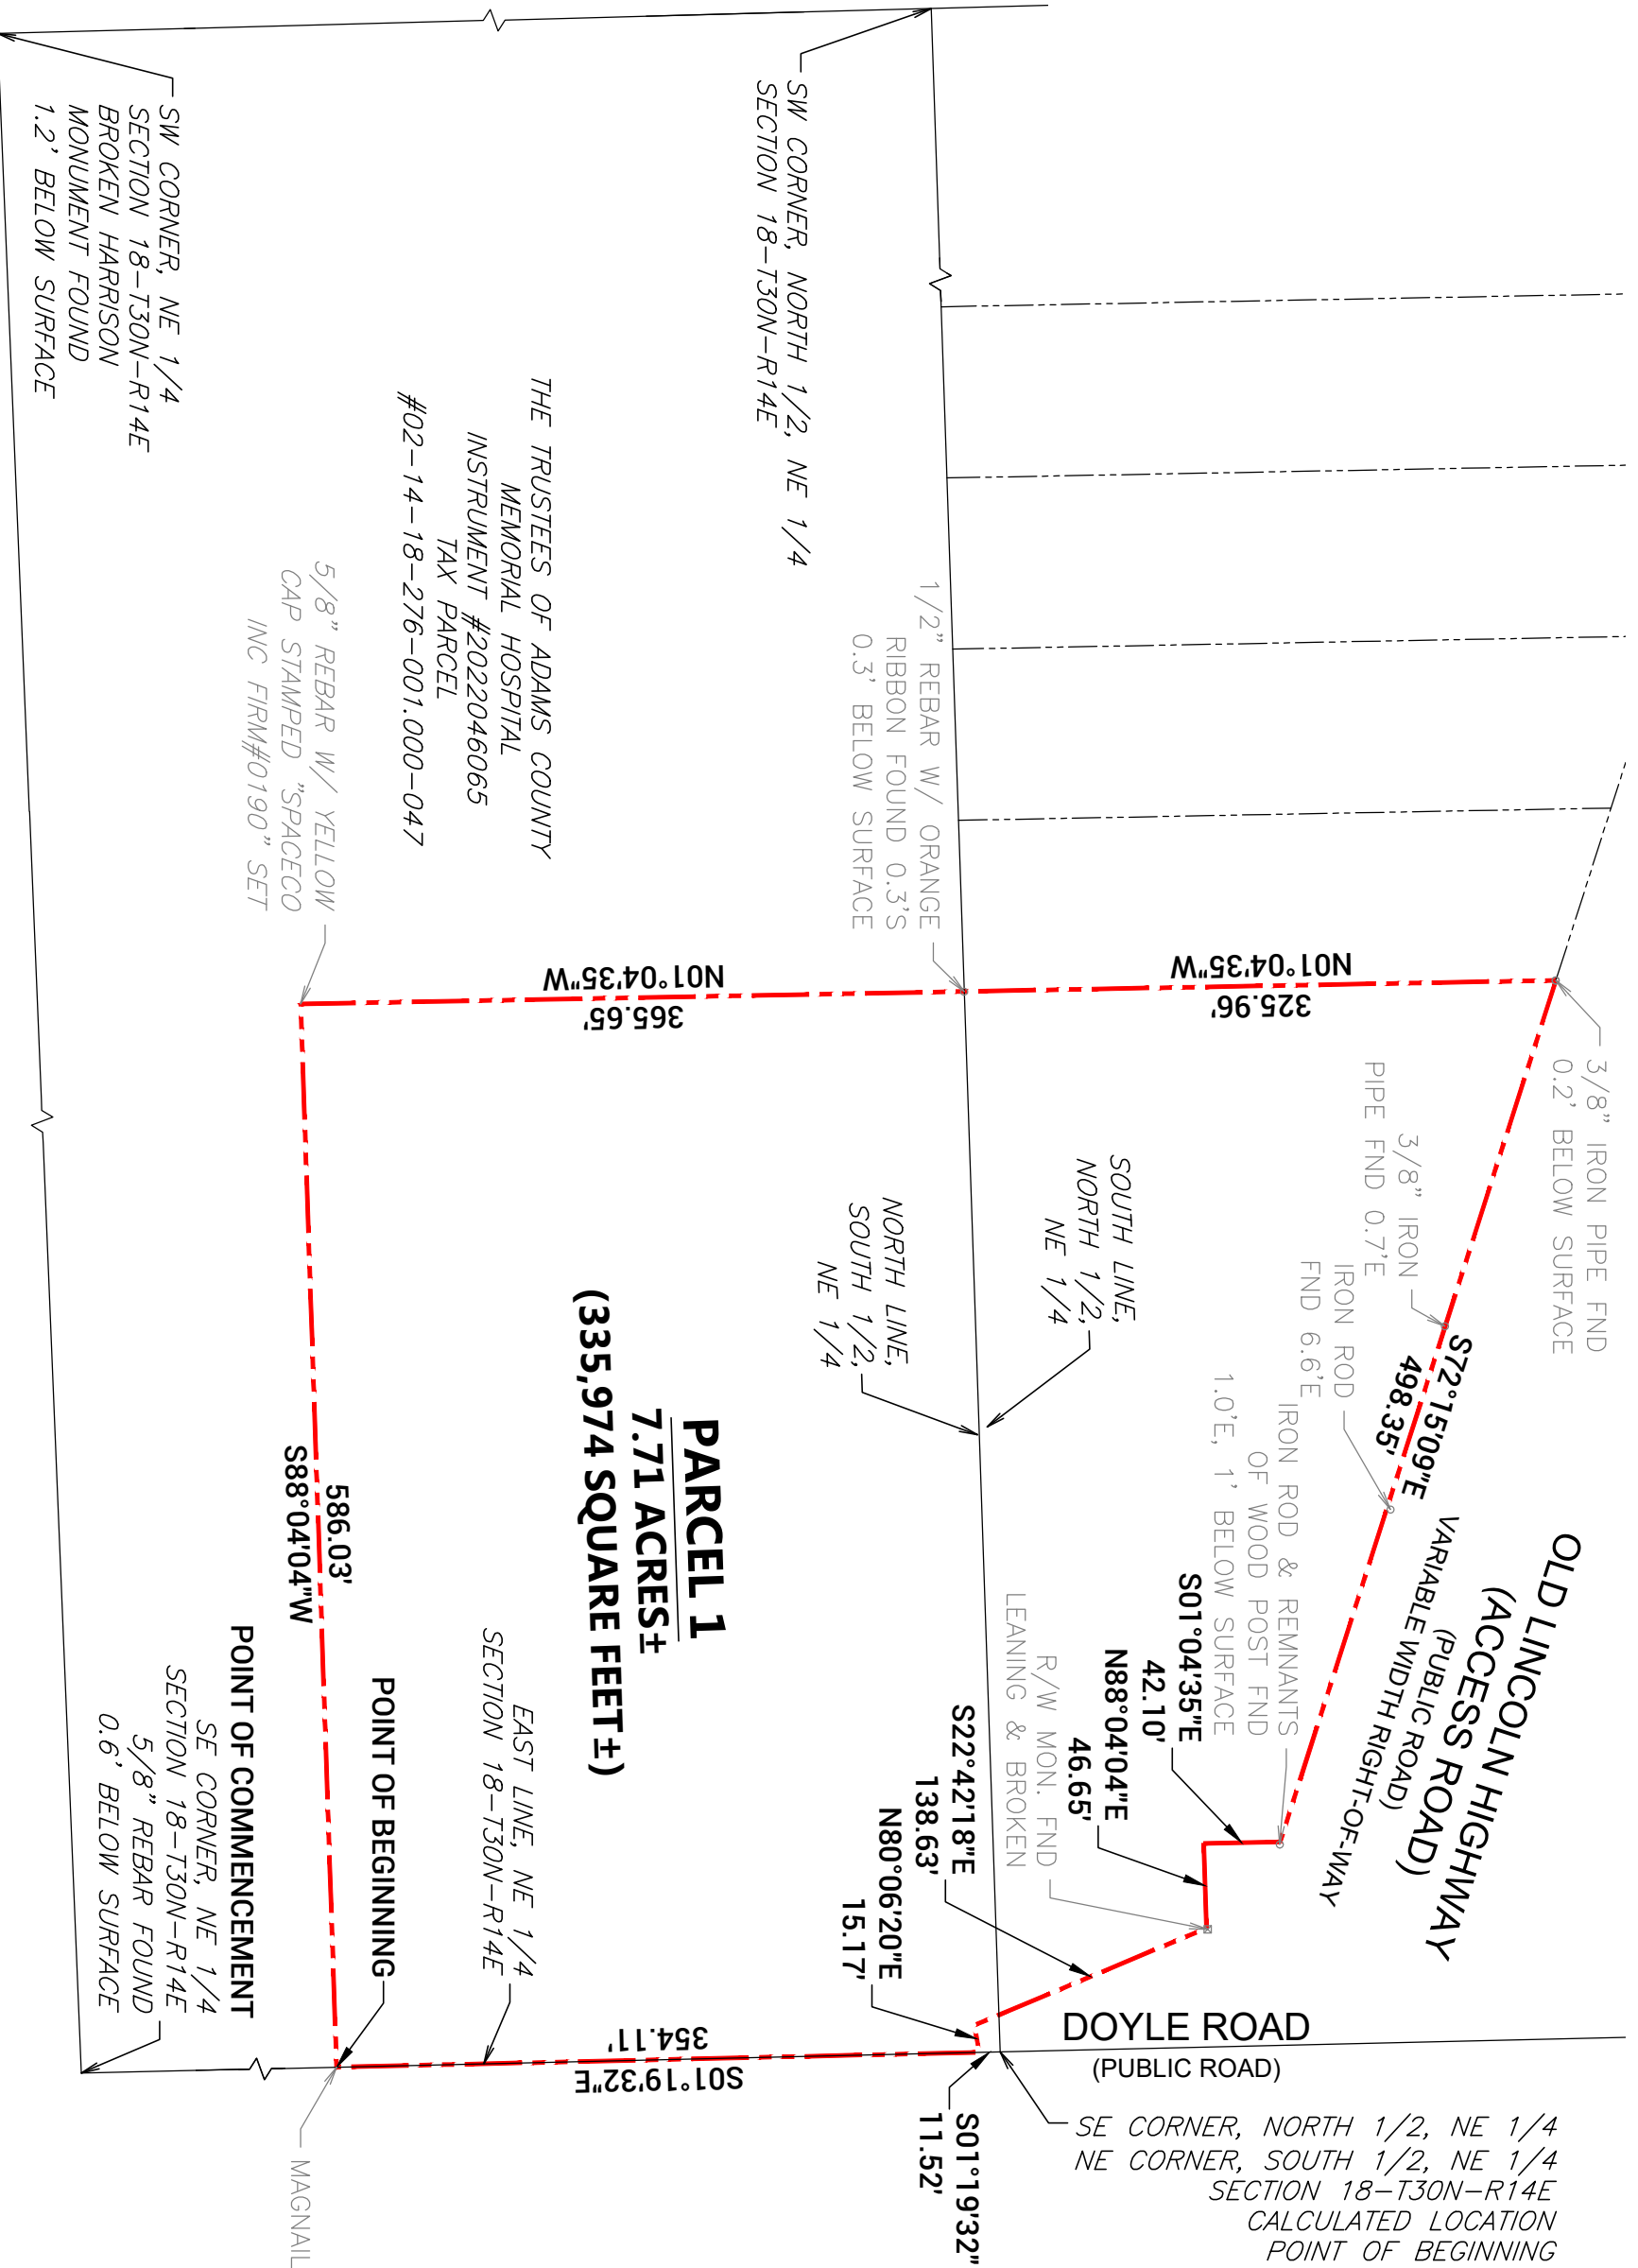 SW CORNER, NE 1/4
SECTION 18-T30N-R14E
BROKEN HARRISON
MONUMENT FOUND
1.2' BELOW SURFACE
SW CORNER, NORTH 1/2, NE 1/4
SECTION 18-T30N-R14E
THE TRUSTEES OF ADAMS COUNTY
MEMORIAL HOSPITAL
INSTRUMENT #202204606​5
TAX PARCEL
#02-14-18-276-001.000-047
5/8" REBAR W/ YELLOW
CAP STAMPED "SPACECO
INC FIRM#0190" SET
1/2" REBAR W/ ORANGE
RIBBON FOUND 0.3'S
0.3' BELOW SURFACE
N01°04'35"W
365.65'
N01°04'35"W
325.96'
3/8" IRON PIPE FND
0.2' BELOW SURFACE
3/8" IRON
PIPE FND 0.7'E
IRON ROD
FND 6.6'E
IRON ROD & REMNANTS
OF WOOD POST FND
1.0'E, 1' BELOW SURFACE
S72°15'09"E
498.35'
OLD LINCOLN HIGHWAY
(ACCESS ROAD)
(PUBLIC ROAD)
VARIABLE WIDTH RIGHT-OF-WAY
SOUTH LINE,
NORTH 1/2,
NE 1/4
NORTH LINE,
SOUTH 1/2,
NE 1/4
PARCEL 1
7.71 ACRES±
(335,974 SQUARE FEET±)
S01°04'35"E
42.10'
N88°04'04"E
46.65'
R/W MON. FND
LEANING & BROKEN
S22°42'18"E
138.63'
N80°06'20"E
15.17'
586.03'
S88°04'04"W
EAST LINE, NE 1/4
SECTION 18-T30N-R14E
POINT OF BEGINNING
POINT OF COMMENCEMENT
SE CORNER, NE 1/4
SECTION 18-T30N-R14E
5/8" REBAR FOUND
0.6' BELOW SURFACE
354.11'
S01°19'32"E
DOYLE ROAD
(PUBLIC ROAD)
S01°19'32"
11.52'
SE CORNER, NORTH 1/2, NE 1/4
NE CORNER, SOUTH 1/2, NE 1/4
SECTION 18-T30N-R14E
CALCULATED LOCATION
POINT OF BEGINNING
MAGNAIL